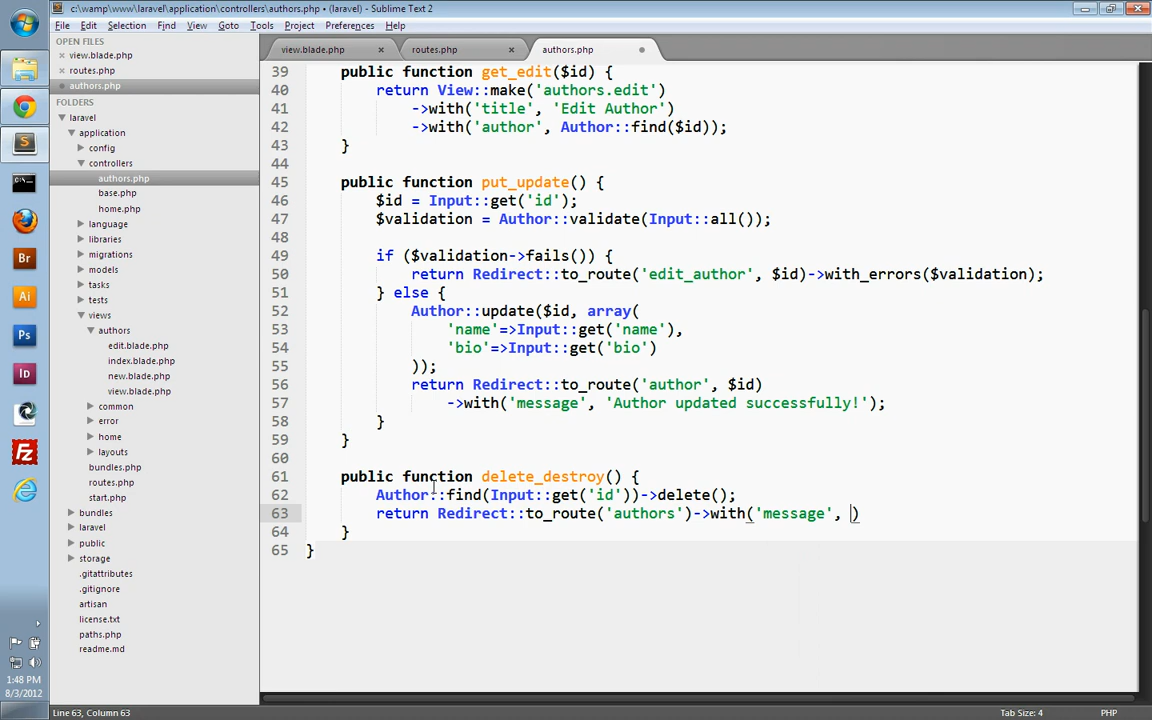 c:\wamp\www\laravel\application\controllers\authors.php • (laravel) - Sublime Text 2
File Edit Selection Find View Goto Tools Project Preferences Help
OPEN FILES
view.blade.php
routes.php
authors.php
FOLDERS
laravel
application
config
controllers
authors.php
base.php
home.php
language
libraries
migrations
models
tasks
tests
views
authors
edit.blade.php
index.blade.php
new.blade.php
view.blade.php
common
error
home
layouts
bundles.php
routes.php
start.php
bundles
laravel
public
storage
.gitattributes
.gitignore
artisan
license.txt
paths.php
readme.md
view.blade.php routes.php authors.php
39 public function get_edit($id) {
40 return View::make('authors.edit')
41 ->with('title', 'Edit Author')
42 ->with('author', Author::find($id));
43 }
44
45 public function put_update() {
46 $id = Input::get('id');
47 $validation = Author::validate(Input::all());
48
49 if ($validation->fails()) {
50 return Redirect::to_route('edit_author', $id)->with_errors($validation);
51 } else {
52 Author::update($id, array(
53 'name'=>Input::get('name'),
54 'bio'=>Input::get('bio')
55 ));
56 return Redirect::to_route('author', $id)
57 ->with('message', 'Author updated successfully!');
58 }
59 }
60
61 public function delete_destroy() {
62 Author::find(Input::get('id'))->delete();
63 return Redirect::to_route('authors')->with('message', )
64 }
65 }
Br
Ai
Ps
Id
Fz
1:48 PM
8/3/2012
Line 63, Column 63
Tab Size: 4
PHP